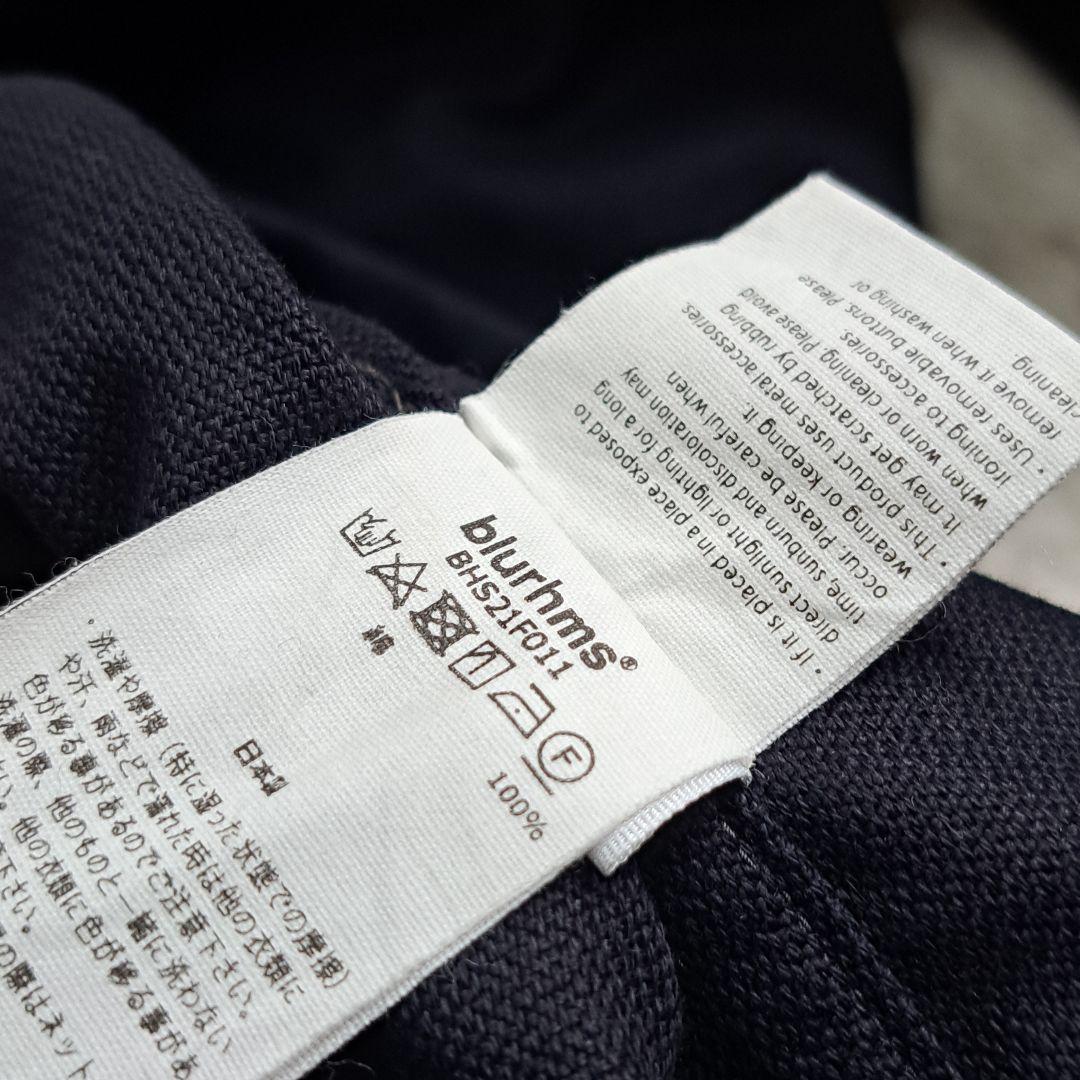 blurhms®
BHS21F011
F
絹
100%
日本製
・洗濯や摩擦(特に湿った状態での摩擦)
や汗、雨などで濡れた時は他の衣類に
色が移る事があるのでご注意下さい。
洗濯の際、他のものと一緒に洗わない
い。他の衣類に色が移る事があ
下さい。
の際はネット
・If it is placed in a place exposed to
direct sunlight or lighting for a long
time, sunburn and discoloration may
occur. Please be careful when
wearing or keeping it.
・This product uses metal accessories.
It may get scratched by rubbing
when worn or cleaning. Please avoid
ironing to accessories.
・Uses removable buttons. Please
remove it when washing or
cleaning